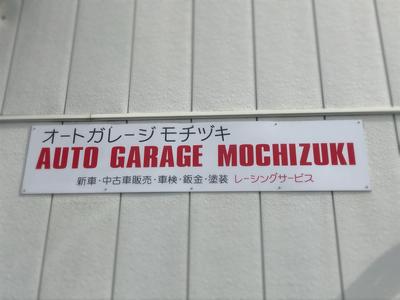 オートガレージモチヅキ
AUTO GARAGE MOCHIZUKI
新車・中古車販売・車検・鈑金・塗装 レーシングサービス